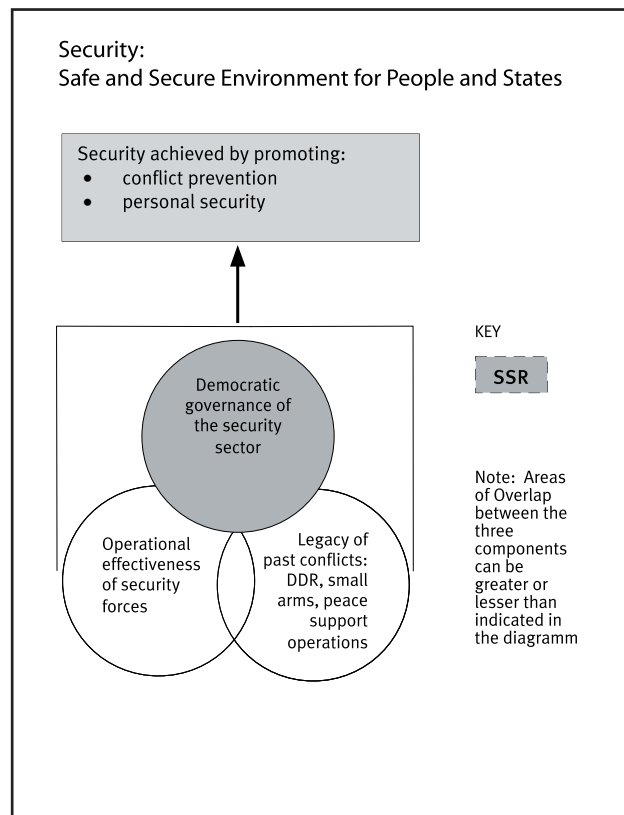 Security:
Safe and Secure Environment for People and States
Security achieved by promoting:
• conflict prevention
• personal security
Democratic
governance of
the security
sector
Operational
effectiveness
of security
forces
Legacy of
past conflicts:
DDR, small
arms, peace
support
operations
KEY
SSR
Note: Areas
of Overlap
between the
three
components
can be
greater or
lesser than
indicated in
the diagramm